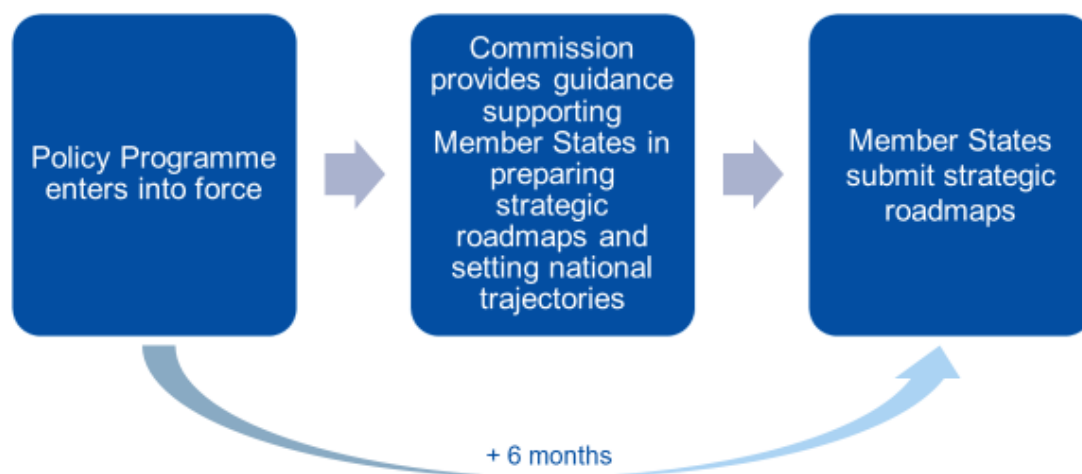 Policy Programme
enters into force
Commission
provides guidance
supporting
Member States in
preparing
strategic
roadmaps and
setting national
trajectories
Member States
submit strategic
roadmaps
+ 6 months